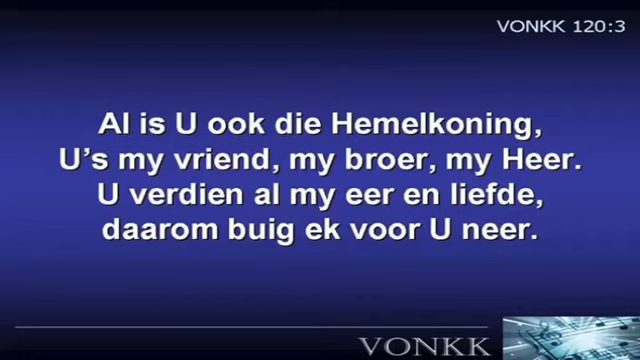 VONKK 120:3
Al is U ook die Hemelkoning,
U's my vriend, my broer, my Heer.
U verdien al my eer en liefde,
daarom buig ek voor U neer.
VONKK